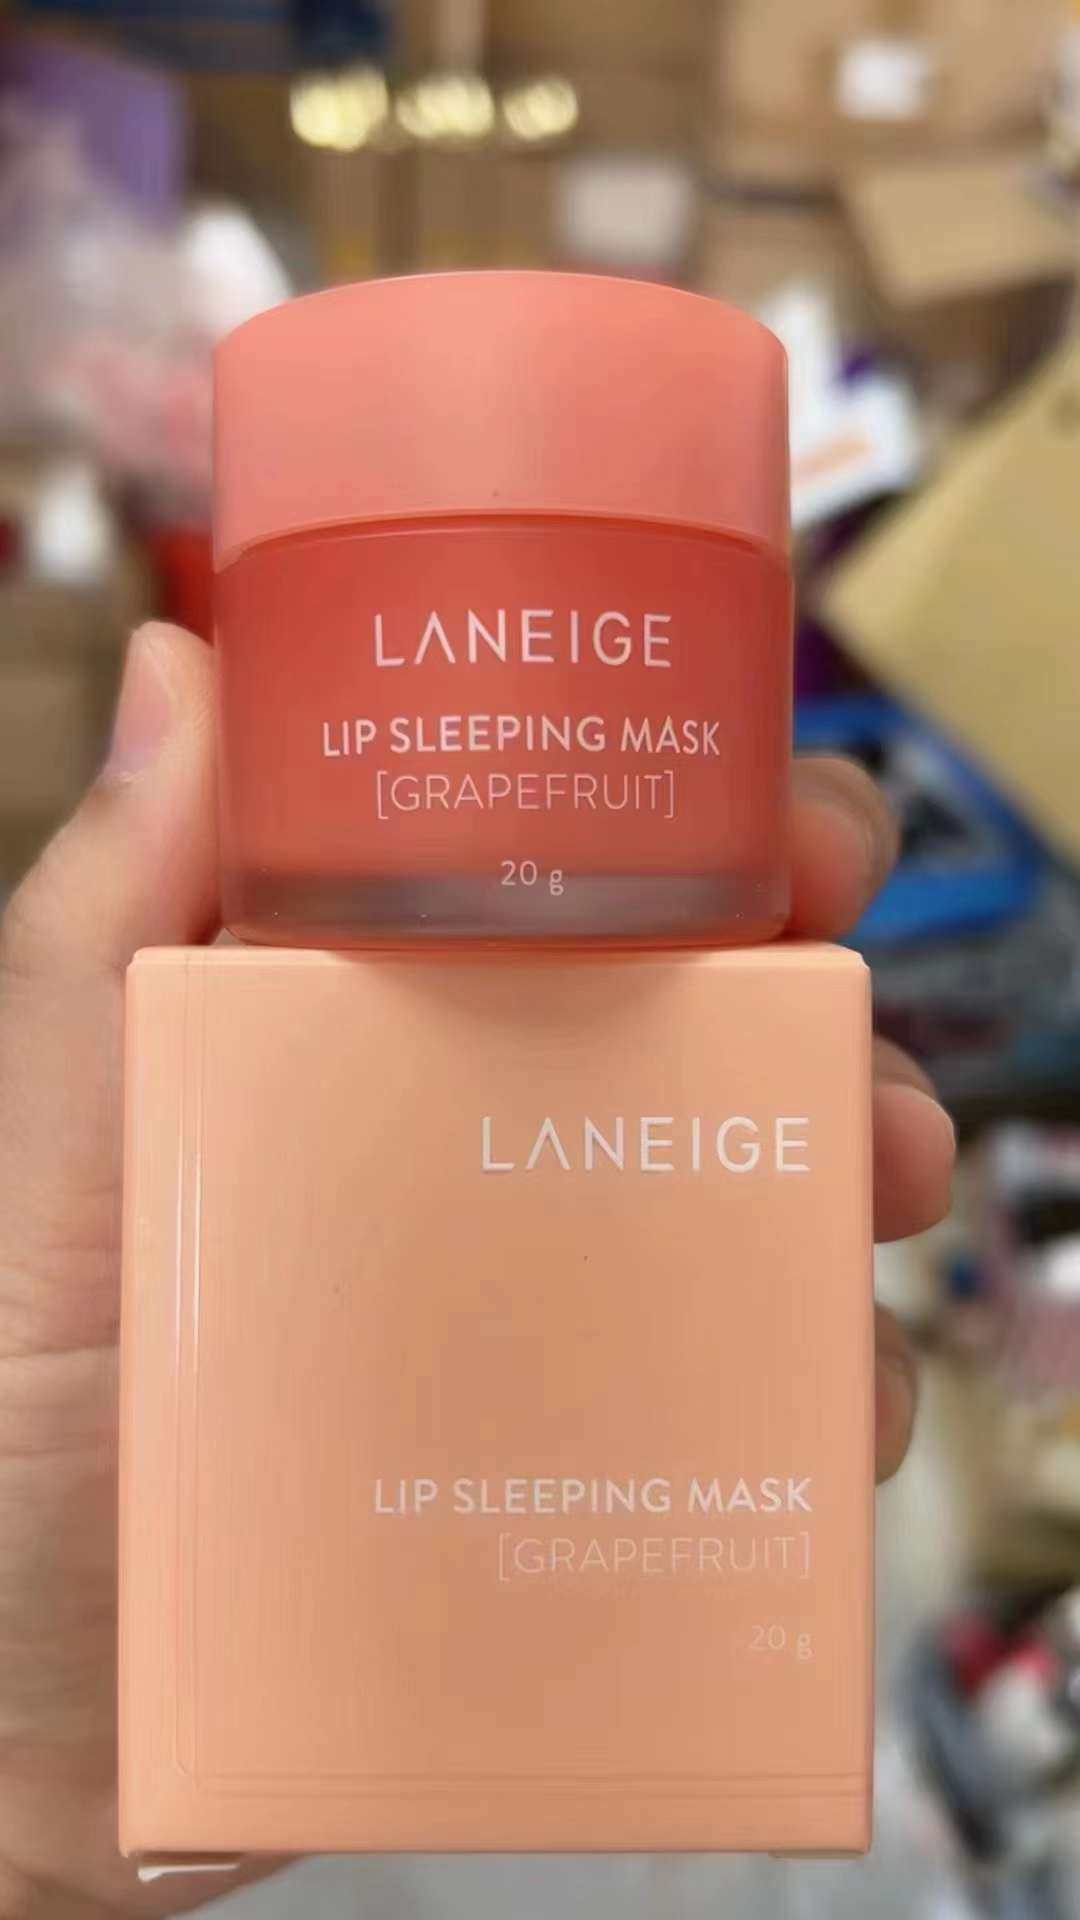 LANEIGE
LIP SLEEPING MASK
[GRAPEFRUIT]
20 g
LANEIGE
LIP SLEEPING MASK
[GRAPEFRUIT]
20 g